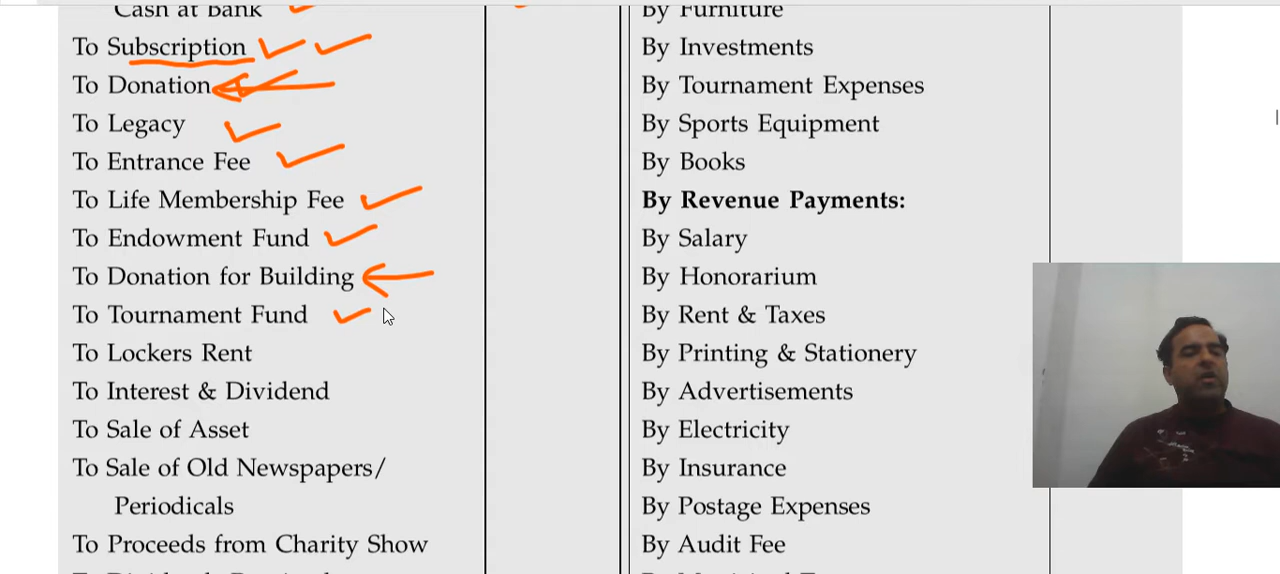 Cash at Bank
To Subscription
To Donation
To Legacy
To Entrance Fee
To Life Membership Fee
To Endowment Fund
To Donation for Building
To Tournament Fund
To Lockers Rent
To Interest & Dividend
To Sale of Asset
To Sale of Old Newspapers/
Periodicals
To Proceeds from Charity Show
By Furniture
By Investments
By Tournament Expenses
By Sports Equipment
By Books
By Revenue Payments:
By Salary
By Honorarium
By Rent & Taxes
By Printing & Stationery
By Advertisements
By Electricity
By Insurance
By Postage Expenses
By Audit Fee